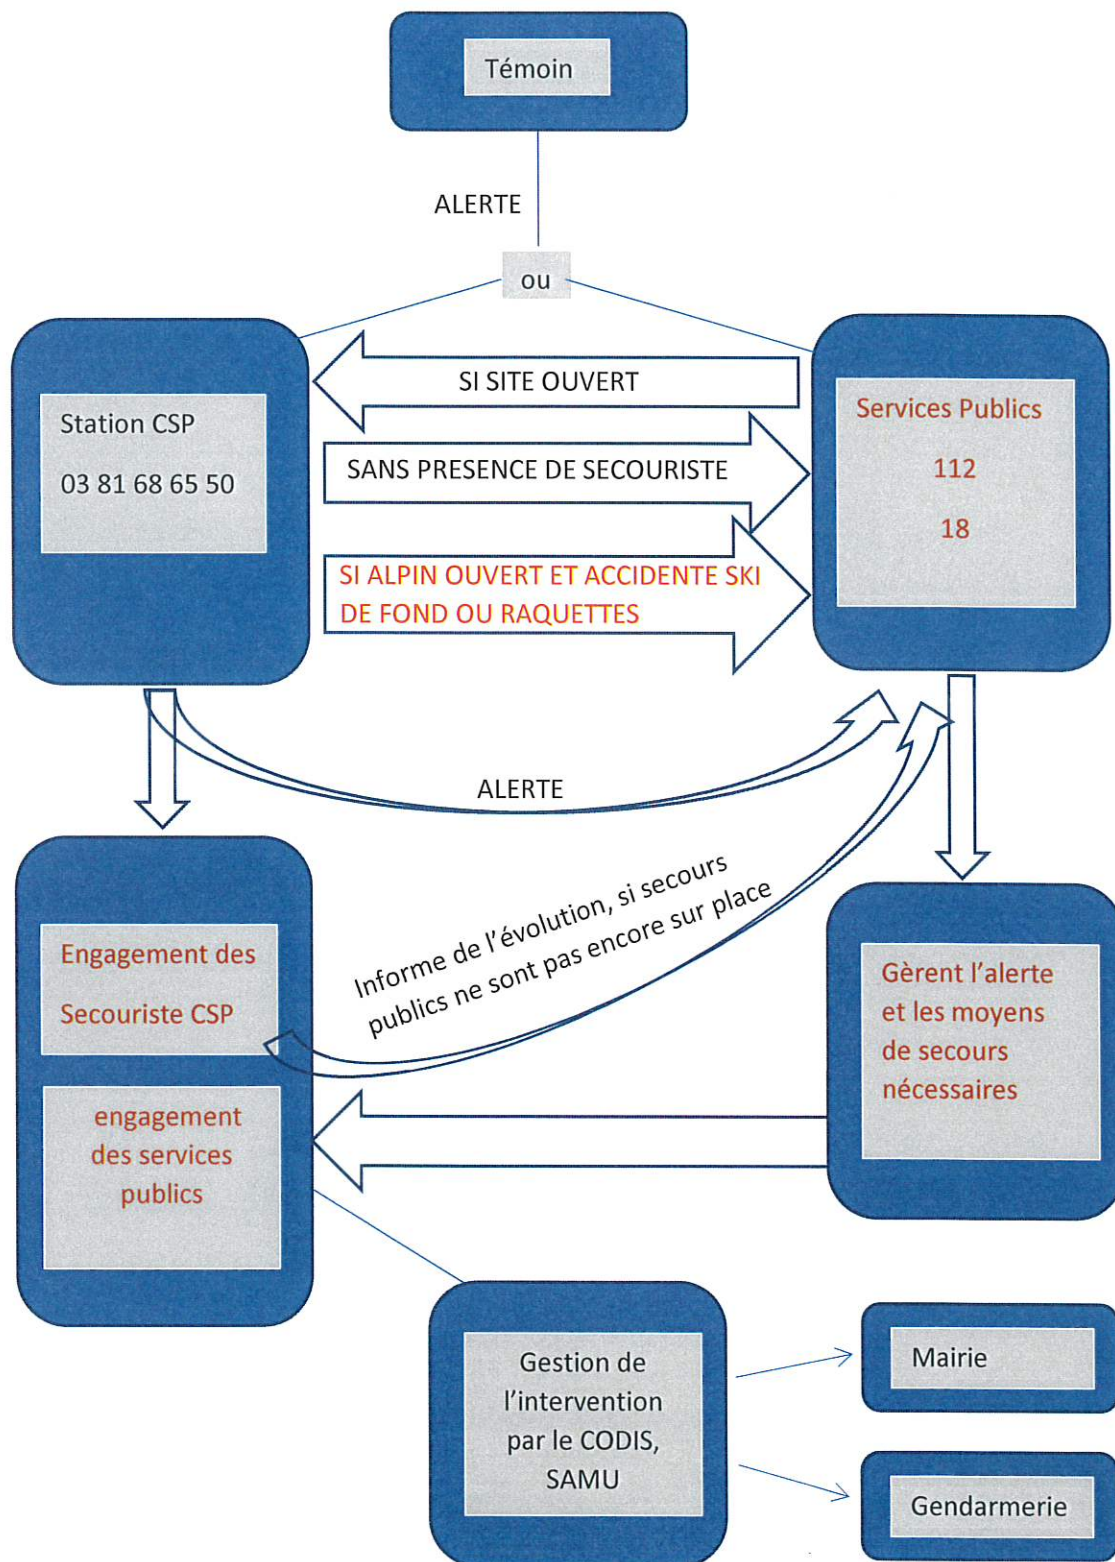 Témoin
ALERTE
ou
SI SITE OUVERT
Station CSP
03 81 68 65 50
Services Publics
112
18
SANS PRESENCE DE SECOURISTE
SI ALPIN OUVERT ET ACCIDENTE SKI
DE FOND OU RAQUETTES
ALERTE
Informe de l'évolution, si secours
publics ne sont pas encore sur place
Engagement des
Secouriste CSP
engagement
des services
publics
Gèrent l'alerte
et les moyens
de secours
nécessaires
Gestion de
l'intervention
par le CODIS,
SAMU
Mairie
Gendarmerie